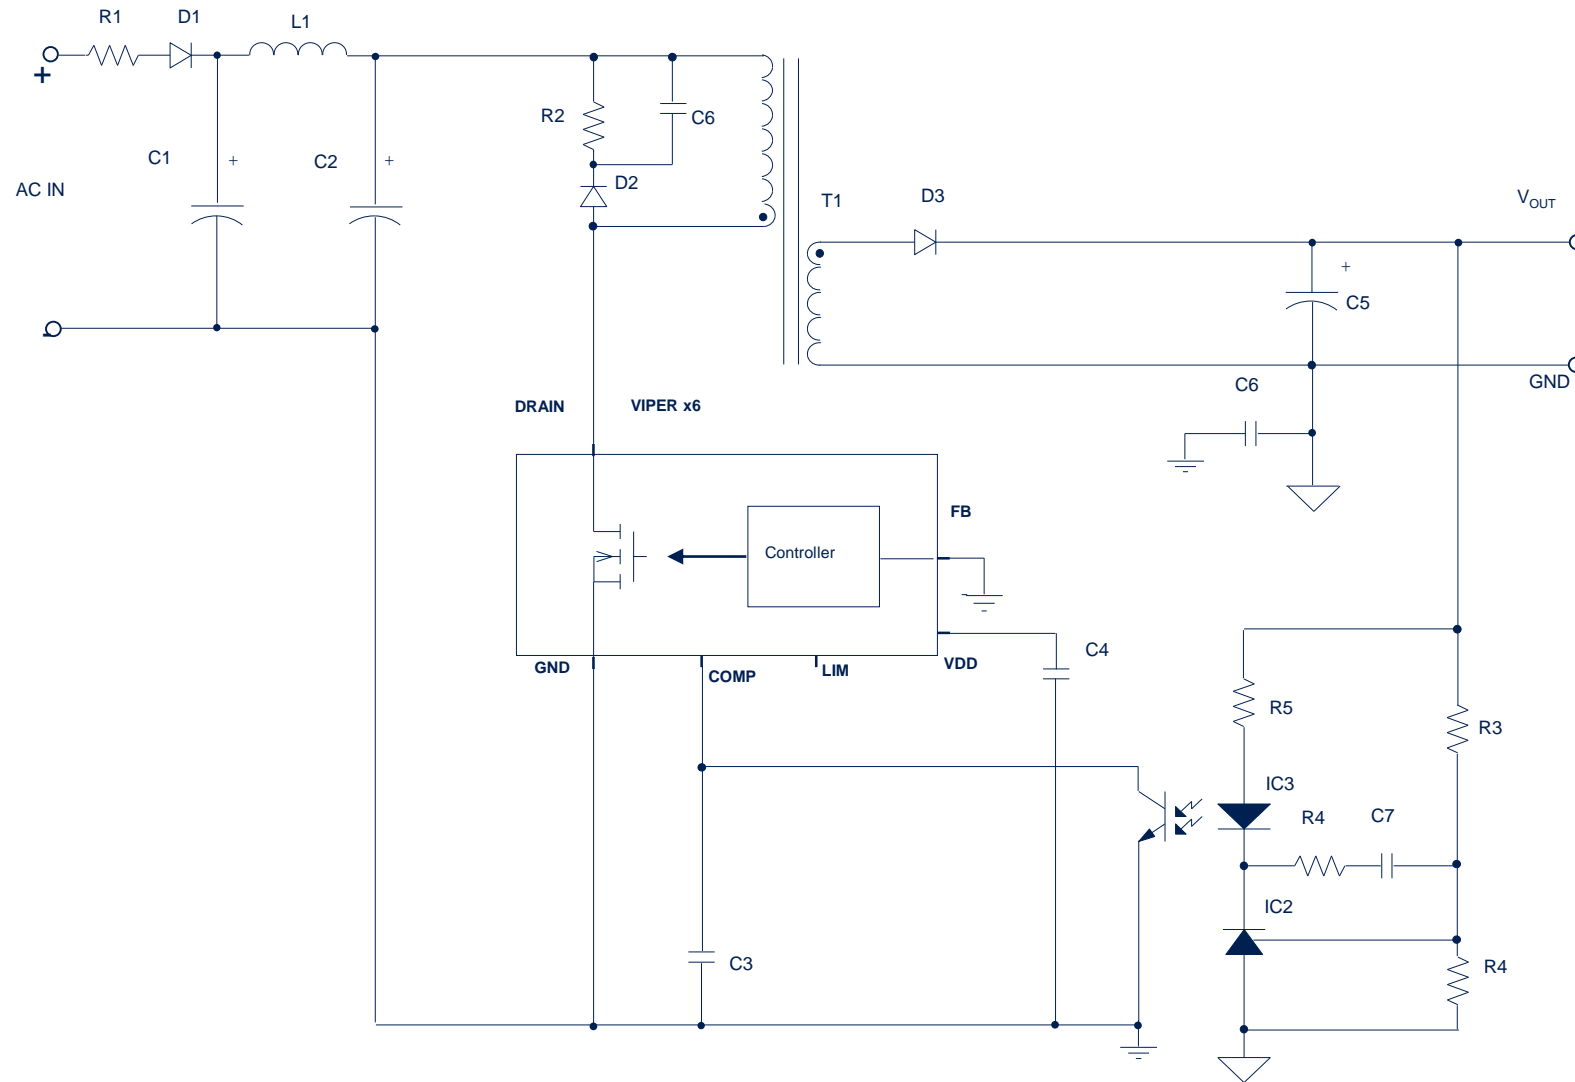 R1
D1
L1
+
C1
+
C2
+
AC IN
-
R2
C6
D2
T1
D3
V_OUT
+
C5
C6
GND
DRAIN
VIPER x6
FB
Controller
GND
COMP
LIM
VDD
C4
R5
R3
IC3
R4
C7
IC2
R4
C3